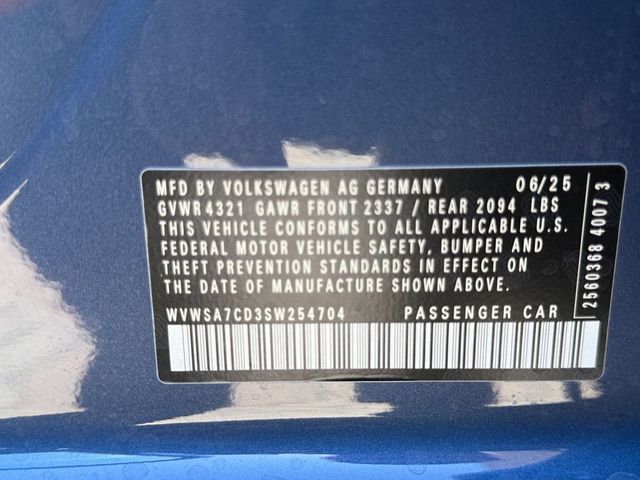 MFD BY VOLKSWAGEN AG GERMANY 06/25
GVWR 4321 GAWR FRONT 2337 / REAR 2094 LBS
THIS VEHICLE CONFORMS TO ALL APPLICABLE U.S.
FEDERAL MOTOR VEHICLE SAFETY, BUMPER AND
THEFT PREVENTION STANDARDS IN EFFECT ON
THE DATE OF MANUFACTURE SHOWN ABOVE.
WVWSA7CD3SW254704 PASSENGER CAR
2560368 4007 3